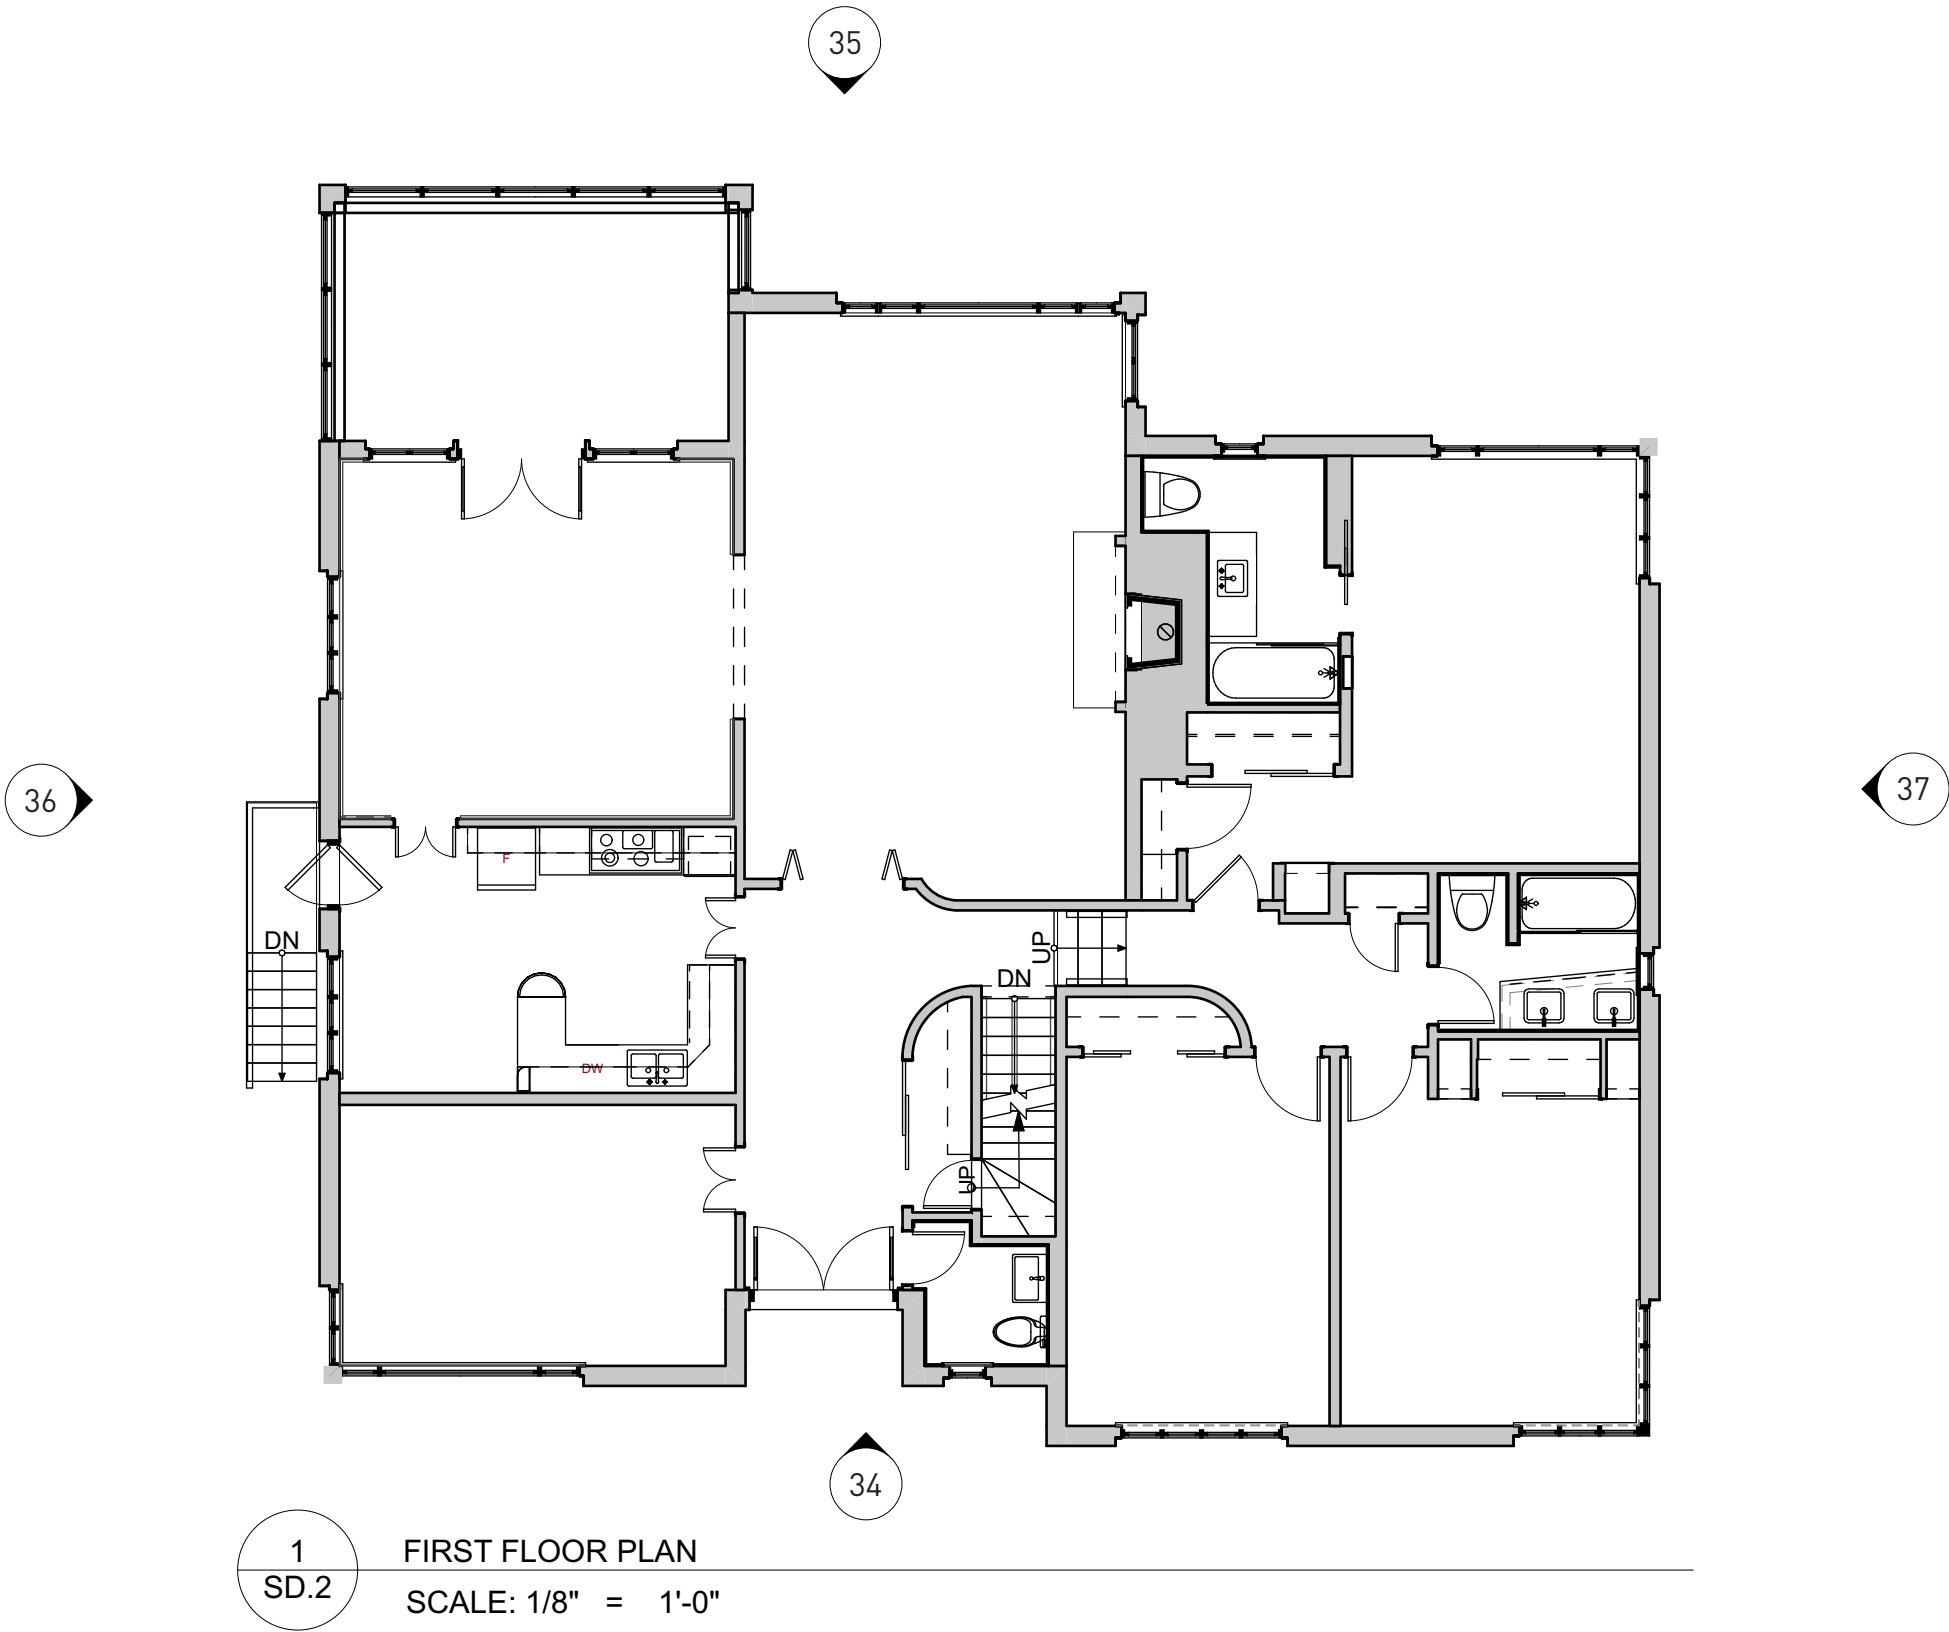 35
36
37
F
DN
UP
DN
DW
UP
34
1
SD.2
FIRST FLOOR PLAN
SCALE: 1/8" = 1'-0"